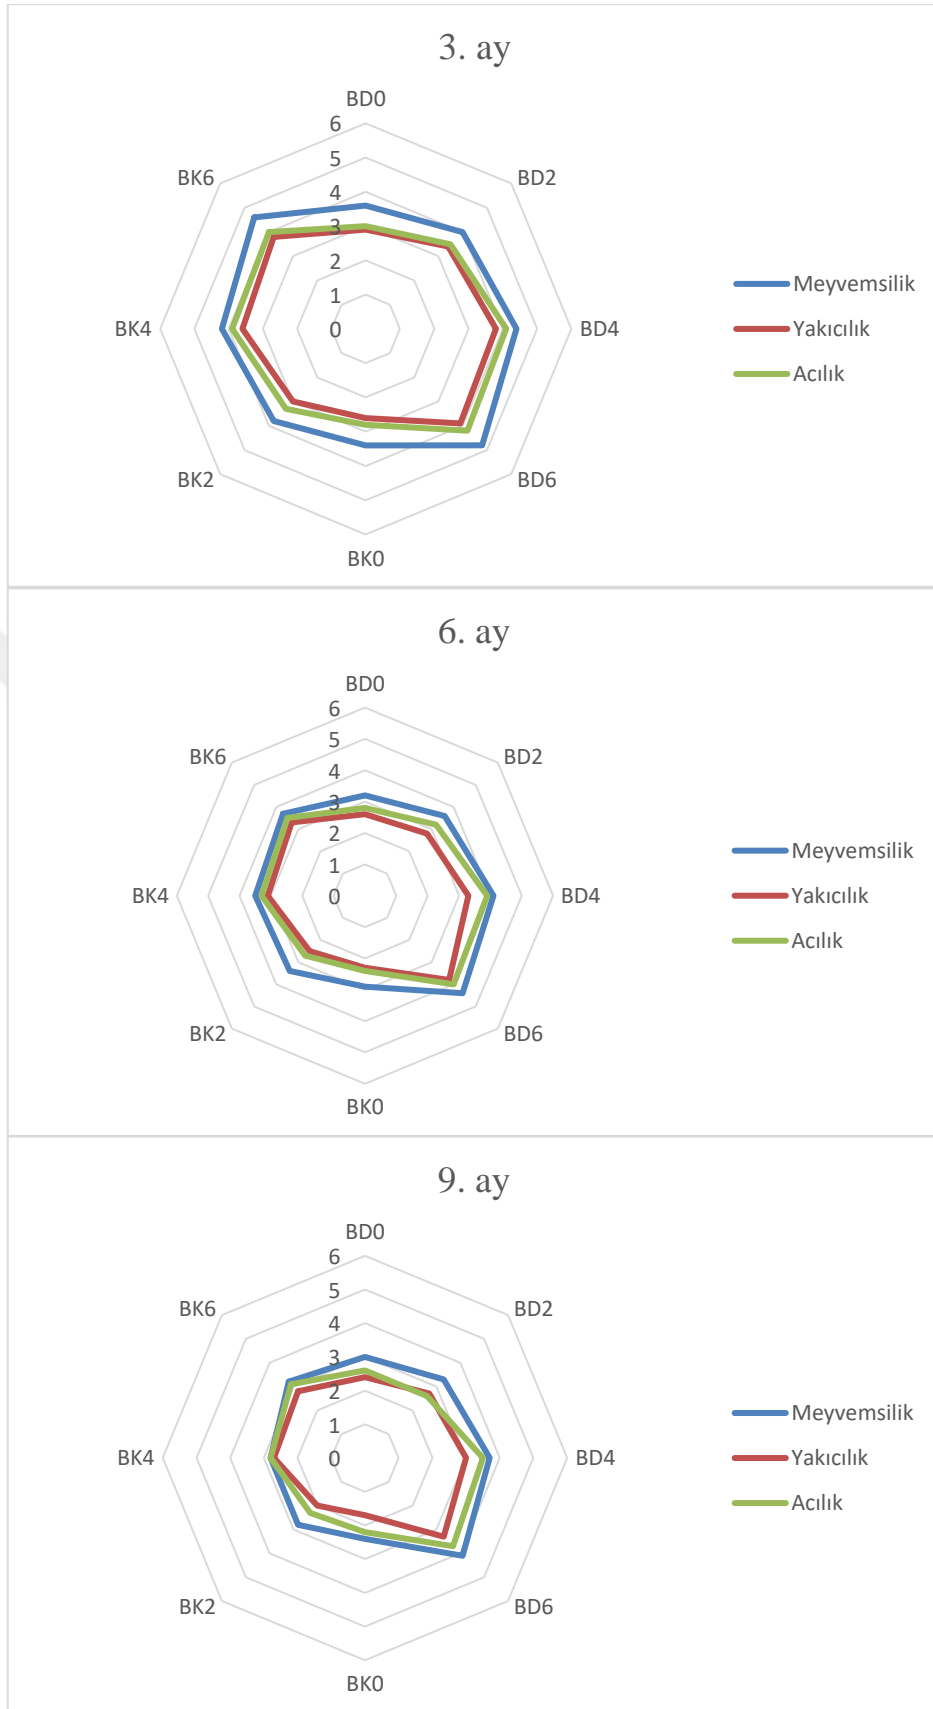 3. ay
BD0
6
5
4
3
2
1
0
BD2
BD4
BD6
BK0
BK2
BK4
BK6
Meyvemsilik
Yakıcılık
Acılık
6. ay
BD0
6
5
4
3
2
1
0
BD2
BD4
BD6
BK0
BK2
BK4
BK6
Meyvemsilik
Yakıcılık
Acılık
9. ay
BD0
6
5
4
3
2
1
0
BD2
BD4
BD6
BK0
BK2
BK4
BK6
Meyvemsilik
Yakıcılık
Acılık